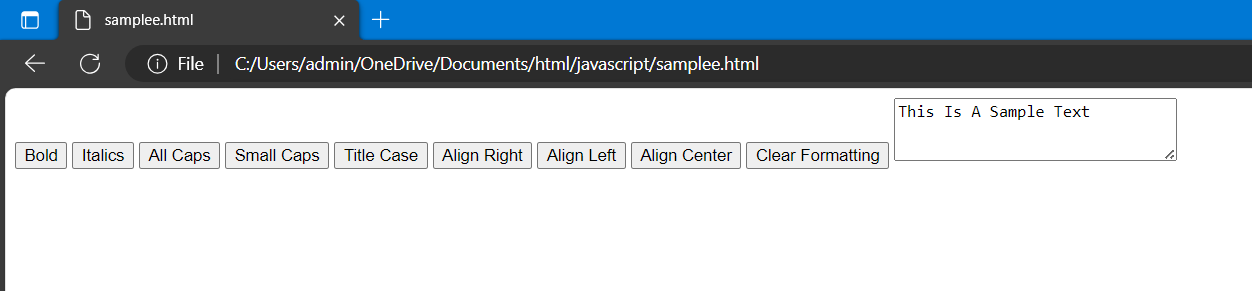 samplee.html
File C:/Users/admin/OneDrive/Documents/html/javascript/samplee.html
This Is A Sample Text
Bold Italics All Caps Small Caps Title Case Align Right Align Left Align Center Clear Formatting